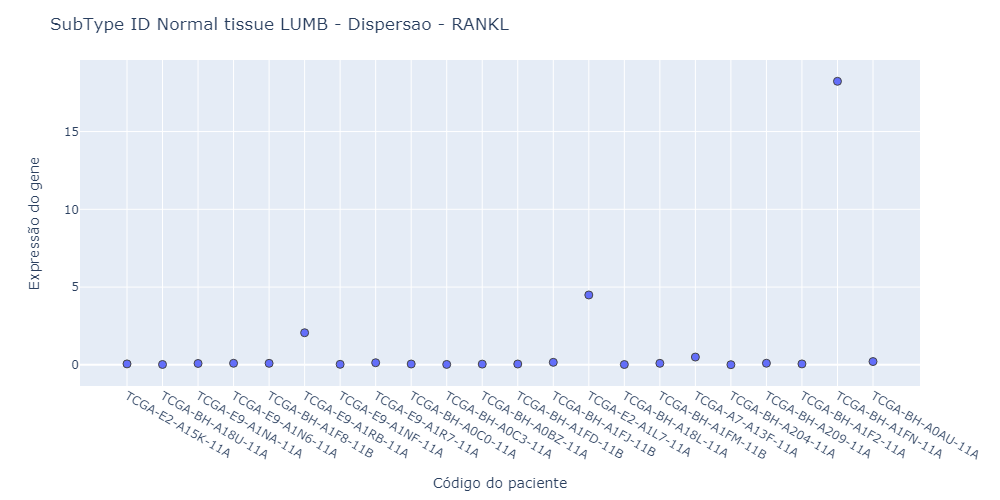 SubType ID Normal tissue LUMB - Dispersao - RANKL
Expressão do gene
15
10
5
0
TCGA-E2-A15K-11A
TCGA-BH-A18U-11A
TCGA-E9-A1NA-11A
TCGA-E9-A1N6-11A
TCGA-BH-A1F8-11B
TCGA-E9-A1RB-11A
TCGA-E9-A1NF-11A
TCGA-E9-A1R7-11A
TCGA-BH-A0C0-11A
TCGA-BH-A0C3-11A
TCGA-BH-A0BZ-11A
TCGA-BH-A1FD-11B
TCGA-BH-A1FJ-11B
TCGA-E2-A1L7-11A
TCGA-BH-A18L-11A
TCGA-BH-A1FM-11B
TCGA-A7-A13F-11A
TCGA-BH-A204-11A
TCGA-BH-A209-11A
TCGA-BH-A1F2-11A
TCGA-BH-A1FN-11A
TCGA-BH-A0AU-11A
Código do paciente